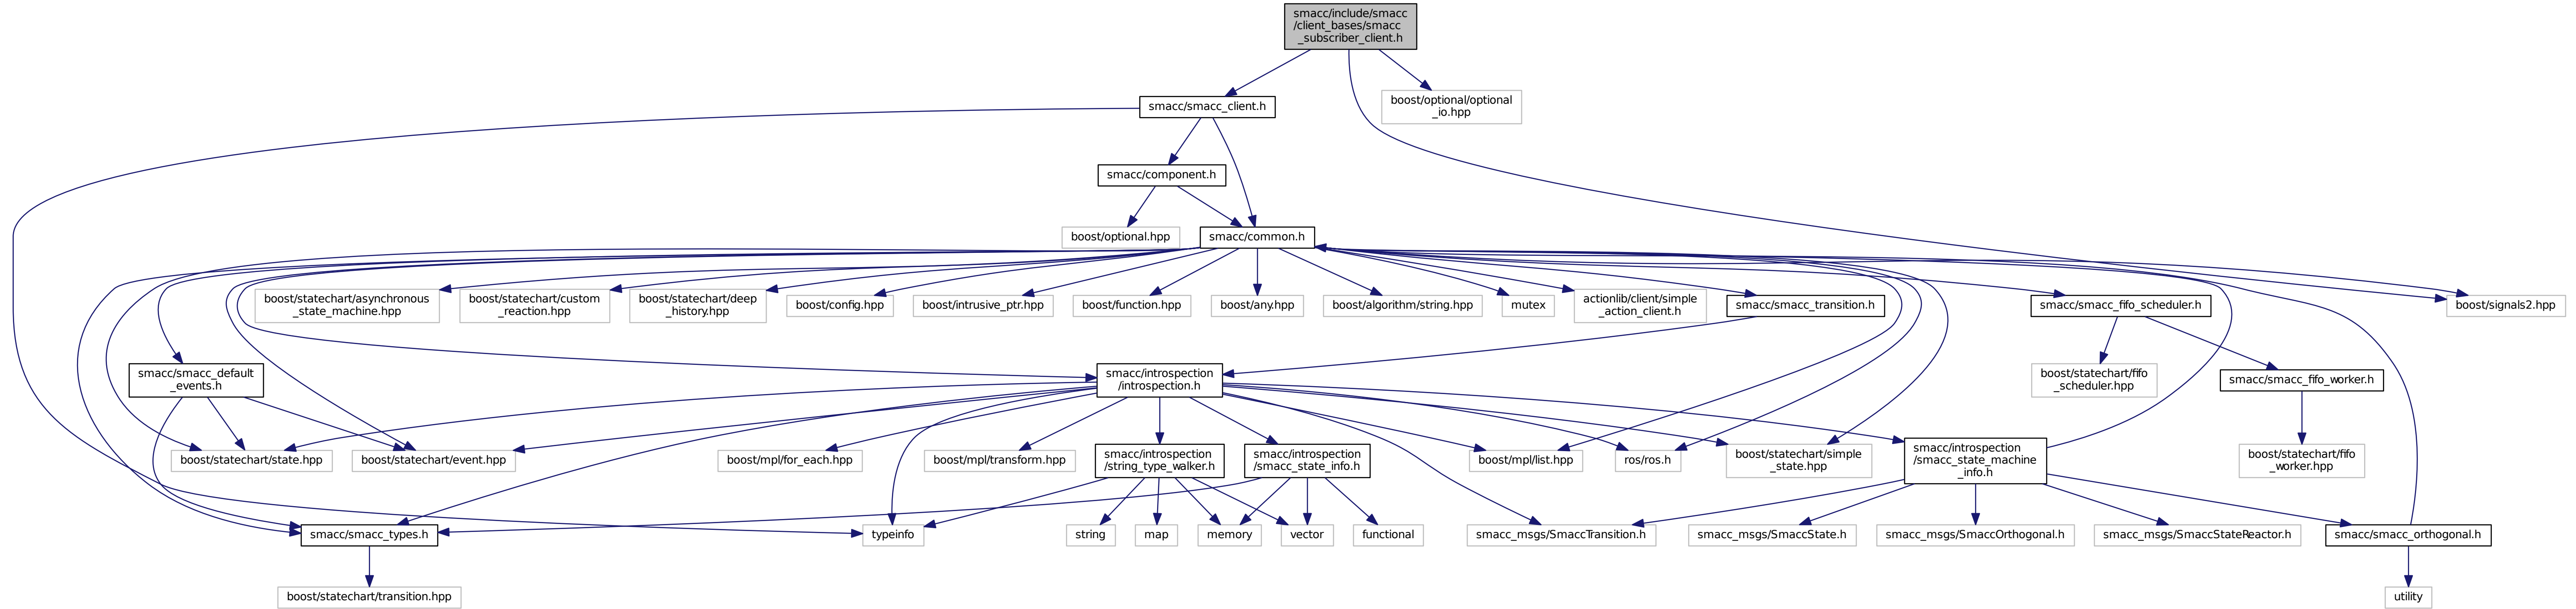 smacc/include/smacc
/client_bases/smacc
_subscriber_client.h
smacc/smacc_client.h
boost/optional/optional
_io.hpp
smacc/component.h
boost/optional.hpp
smacc/common.h
boost/statechart/asynchronous
_state_machine.hpp
boost/statechart/custom
_reaction.hpp
boost/statechart/deep
_history.hpp
boost/config.hpp
boost/intrusive_ptr.hpp
boost/function.hpp
boost/any.hpp
boost/algorithm/string.hpp
mutex
actionlib/client/simple
_action_client.h
smacc/smacc_transition.h
smacc/smacc_fifo_scheduler.h
boost/signals2.hpp
smacc/smacc_default
_events.h
smacc/introspection
/introspection.h
boost/statechart/fifo
_scheduler.hpp
smacc/smacc_fifo_worker.h
boost/statechart/state.hpp
boost/statechart/event.hpp
boost/mpl/for_each.hpp
boost/mpl/transform.hpp
smacc/introspection
/string_type_walker.h
smacc/introspection
/smacc_state_info.h
boost/mpl/list.hpp
ros/ros.h
boost/statechart/simple
_state.hpp
smacc/introspection
/smacc_state_machine
_info.h
boost/statechart/fifo
_worker.hpp
smacc/smacc_types.h
typeinfo
string
map
memory
vector
functional
smacc_msgs/SmaccTransition.h
smacc_msgs/SmaccState.h
smacc_msgs/SmaccOrthogonal.h
smacc_msgs/SmaccStateReactor.h
smacc/smacc_orthogonal.h
boost/statechart/transition.hpp
utility